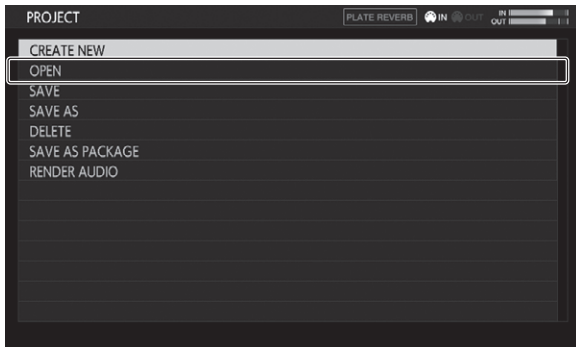 PROJECT PLATE REVERB IN OUT IN
OUT
CREATE NEW
OPEN
SAVE
SAVE AS
DELETE
SAVE AS PACKAGE
RENDER AUDIO